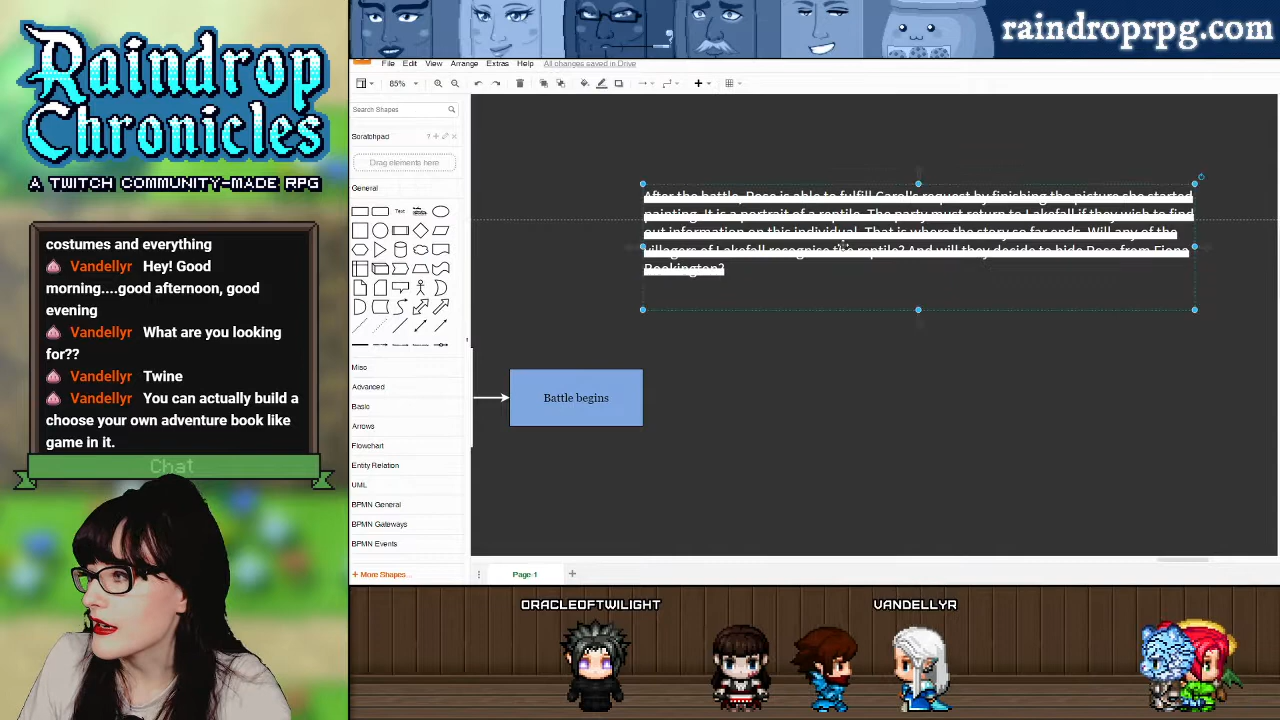 Raindrop
Chronicles
A TWITCH COMMUNITY-MADE RPG
costumes and everything
Vandellyr Hey! Good
morning....good afternoon, good
evening
Vandellyr What are you looking
for??
Vandellyr Twine
Vandellyr You can actually build a
choose your own adventure book like
game in it.
Chat
raindroprpg.com
File Edit View Arrange Extras Help All changes saved in Drive
85%
Search Shapes
Scratchpad
Drag elements here
General
Text
Misc
Advanced
Basic
Arrows
Flowchart
Entity Relation
UML
BPMN General
BPMN Gateways
BPMN Events
+ More Shapes...
After the battle, Rose is able to fulfill Carol's request by finishing the picture she started
painting. It is a portrait of a reptile. The party must return to Lakefall if they wish to find
out information on this individual. That is where the story so far ends. Will any of the
villagers of Lakefall recognise the reptile? And will they decide to hide Rose from Fiona
Rookington?
Battle begins
Page-1
ORACLEOFTWILIGHT
VANDELLYR